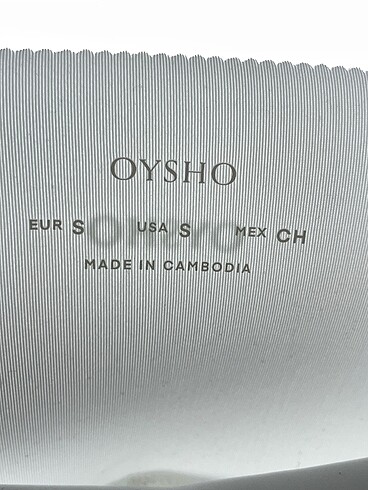 OYSHO
EUR S USA S MEX CH
MADE IN CAMBODIA